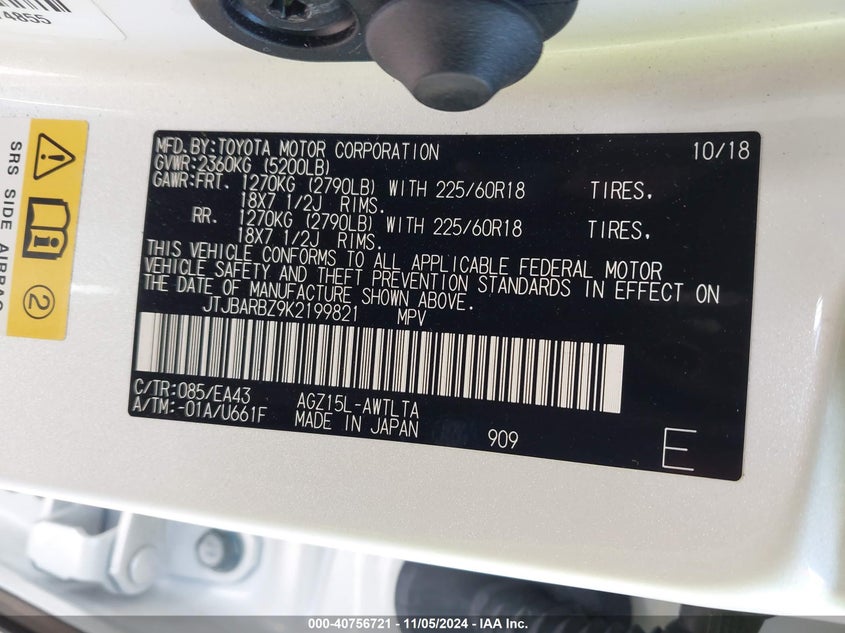 4855
SRS SIDE AIRBAG
2
MFD.BY:TOYOTA MOTOR CORPORATION 10/18
GVWR:2360KG (5200LB)
GAWR:FRT. 1270KG (2790LB) WITH 225/60R18 TIRES,
18X7 1/2J RIMS.
RR. 1270KG (2790LB) WITH 225/60R18 TIRES,
18X7 1/2J RIMS.
THIS VEHICLE CONFORMS TO ALL APPLICABLE FEDERAL MOTOR
VEHICLE SAFETY AND THEFT PREVENTION STANDARDS IN EFFECT ON
THE DATE OF MANUFACTURE SHOWN ABOVE.
JTJBARBZ9K2199821 MPV
C/TR:085/EA43 AGZ15L-AWTLTA
A/TM:-01A/U661F MADE IN JAPAN 909
E
000-40756721 - 11/05/2024 - IAA Inc.